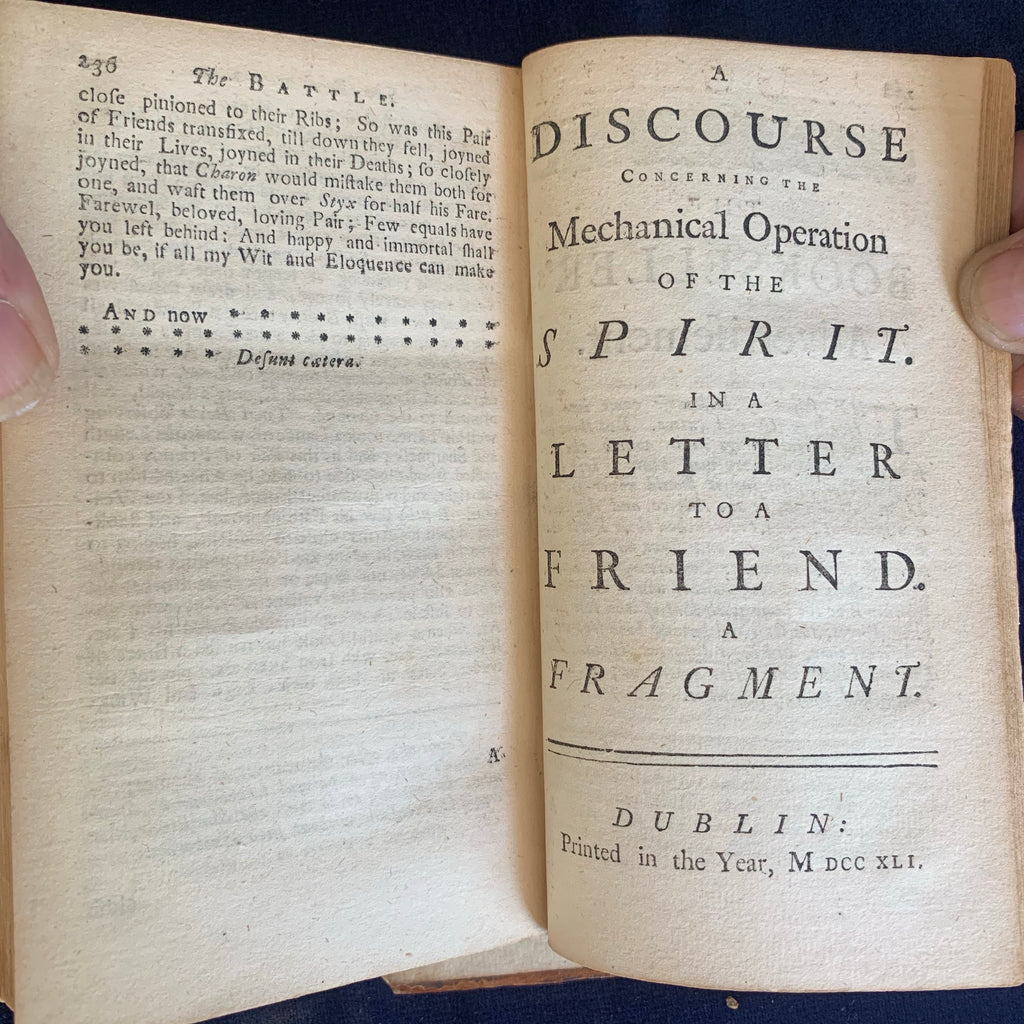 236
The BATTLE.
cloſe pinioned to their Ribs; So was this Pair
of Friends transfixed, till down they fell, joyned
in their Lives, joyned in their Deaths; ſo cloſely
joyned, that Charon would miſtake them both for
one, and waft them over Styx for half his Fare.
Farewel, beloved, loving Pair; Few equals have
you left behind: And happy and immortal ſhall
you be, if all my Wit and Eloquence can make
you.
AND now * * * * * * * * *
* * * * * * * * * * * * * *
* * * * * Deſunt cætera.
A
A
DISCOURSE
CONCERNING THE
Mechanical Operation
OF THE
SPIRIT.
IN A
LETTER
TO A
FRIEND.
A
FRAGMENT.
DUBLIN:
Printed in the Year, M DCC XLI.